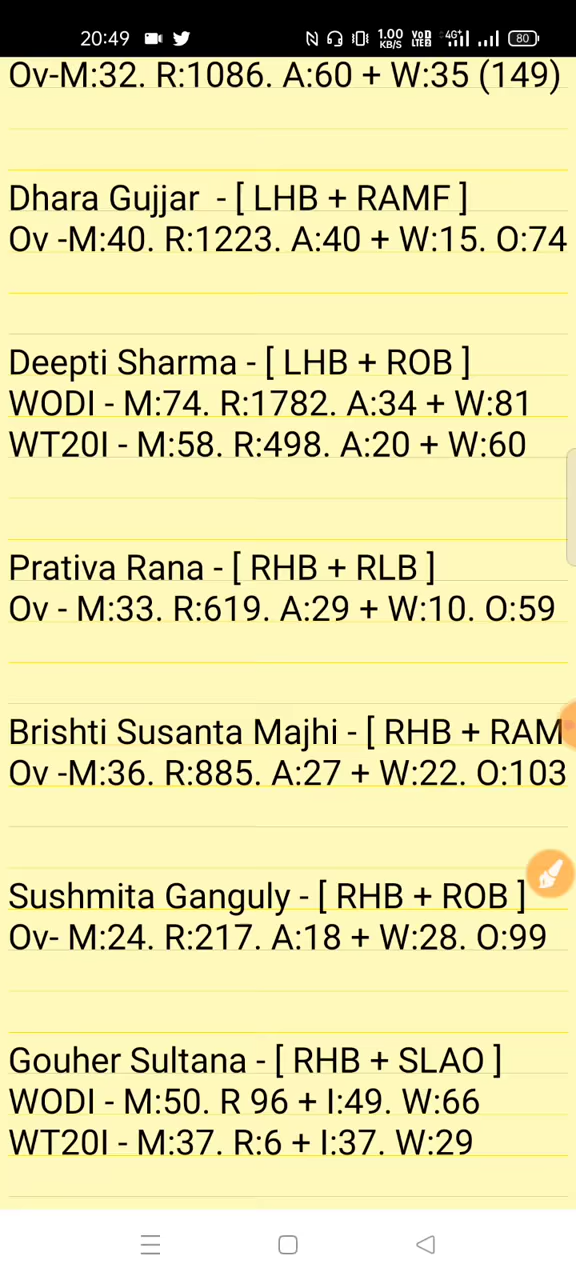 20:49 1.00 KB/S VoD LTE2 4G+ 80
Ov-M:32. R:1086. A:60 + W:35 (149)
Dhara Gujjar - [ LHB + RAMF ]
Ov -M:40. R:1223. A:40 + W:15. O:74
Deepti Sharma - [ LHB + ROB ]
WODI - M:74. R:1782. A:34 + W:81
WT20I - M:58. R:498. A:20 + W:60
Prativa Rana - [ RHB + RLB ]
Ov - M:33. R:619. A:29 + W:10. O:59
Brishti Susanta Majhi - [ RHB + RAM
Ov -M:36. R:885. A:27 + W:22. O:103
Sushmita Ganguly - [ RHB + ROB ]
Ov- M:24. R:217. A:18 + W:28. O:99
Gouher Sultana - [ RHB + SLAO ]
WODI - M:50. R 96 + I:49. W:66
WT20I - M:37. R:6 + I:37. W:29